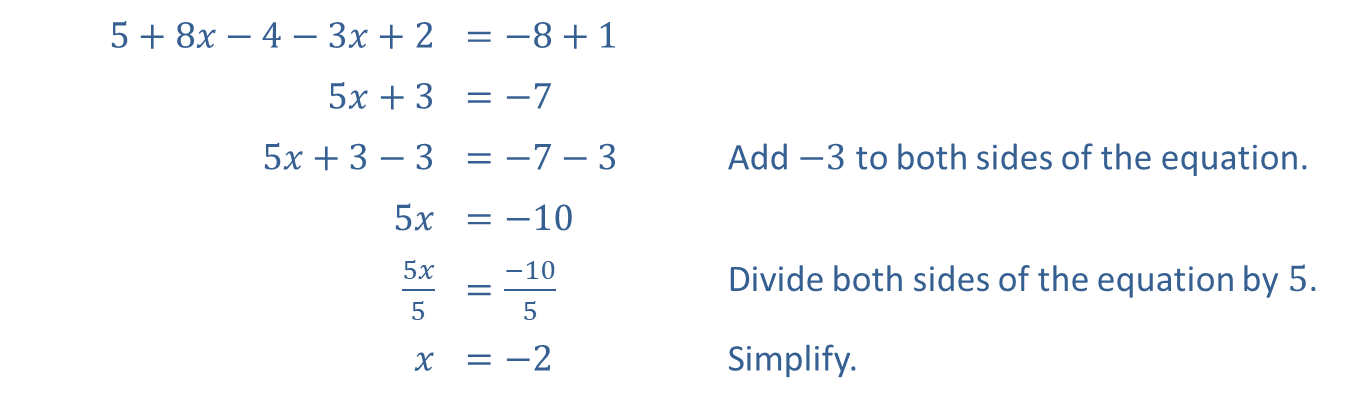 5 + 8x − 4 − 3x + 2 = −8 + 1
5x + 3 = −7
5x + 3 − 3 = −7 − 3 Add −3 to both sides of the equation.
5x = −10
5x/5 = −10/5 Divide both sides of the equation by 5.
x = −2 Simplify.